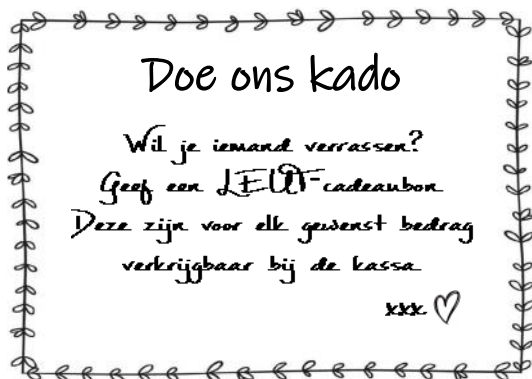 Doe ons kado
Wil je iemand verrassen?
Geef een LEUT-cadeaubon
Deze zijn voor elk gewenst bedrag
verkrijgbaar bij de kassa
xxx ♡